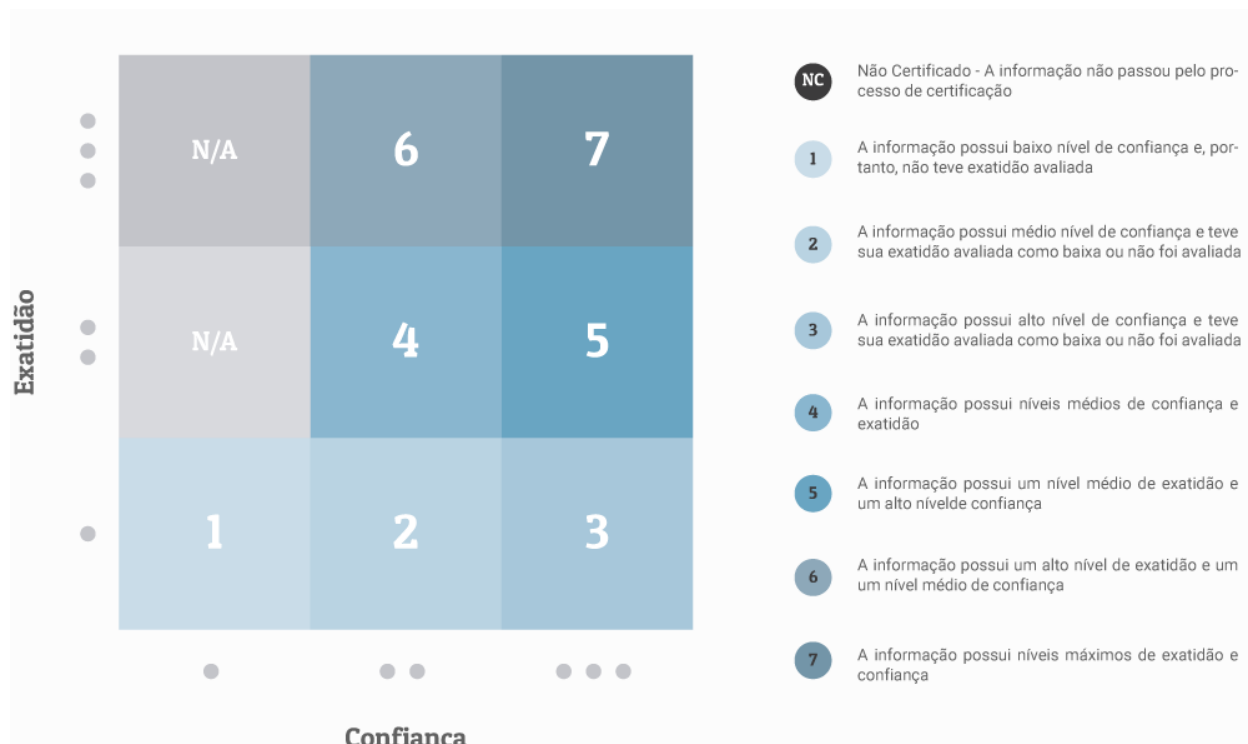 Exatidão
N/A
6
7
N/A
4
5
1
2
3
Confiança
NC
Não Certificado - A informação não passou pelo pro-
cesso de certificação
1
A informação possui baixo nível de confiança e, por-
tanto, não teve exatidão avaliada
2
A informação possui médio nível de confiança e teve
sua exatidão avaliada como baixa ou não foi avaliada
3
A informação possui alto nível de confiança e teve
sua exatidão avaliada como baixa ou não foi avaliada
4
A informação possui níveis médios de confiança e
exatidão
5
A informação possui um nível médio de exatidão e
um alto nívelde confiança
6
A informação possui um alto nível de exatidão e um
um nível médio de confiança
7
A informação possui níveis máximos de exatidão e
confiança